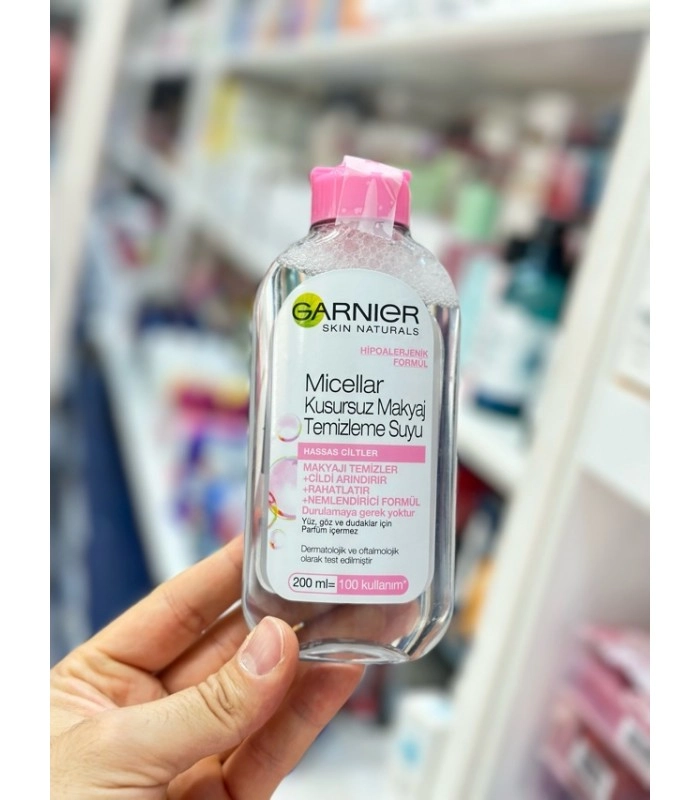 GARNIER
SKIN NATURALS
HİPOALERJENİK
FORMÜL
Micellar
Kusursuz Makyaj
Temizleme Suyu
HASSAS CİLTLER
MAKYAJI TEMİZLER
+CİLDİ ARINDIRIR
+RAHATLATIR
+NEMLENDİRİCİ FORMÜL
Durulamaya gerek yoktur
Yüz, göz ve dudaklar için
Parfüm içermez
Dermatolojik ve oftalmolojik
olarak test edilmiştir
200 ml= 100 kullanım*